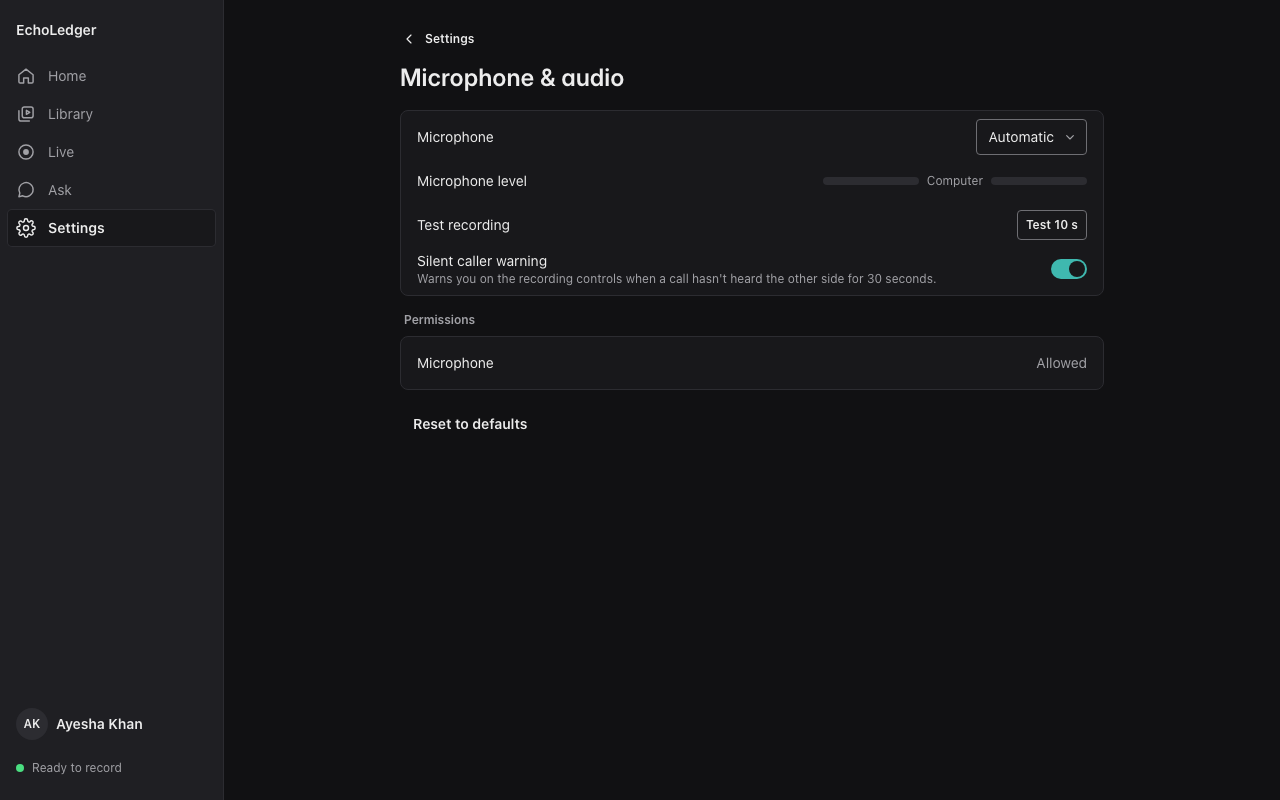 EchoLedger
Home
Library
Live
Ask
Settings
AK
Ayesha Khan
Ready to record
Settings
Microphone & audio
Microphone
Automatic
Microphone level
Computer
Test recording
Test 10 s
Silent caller warning
Warns you on the recording controls when a call hasn't heard the other side for 30 seconds.
Permissions
Microphone
Allowed
Reset to defaults